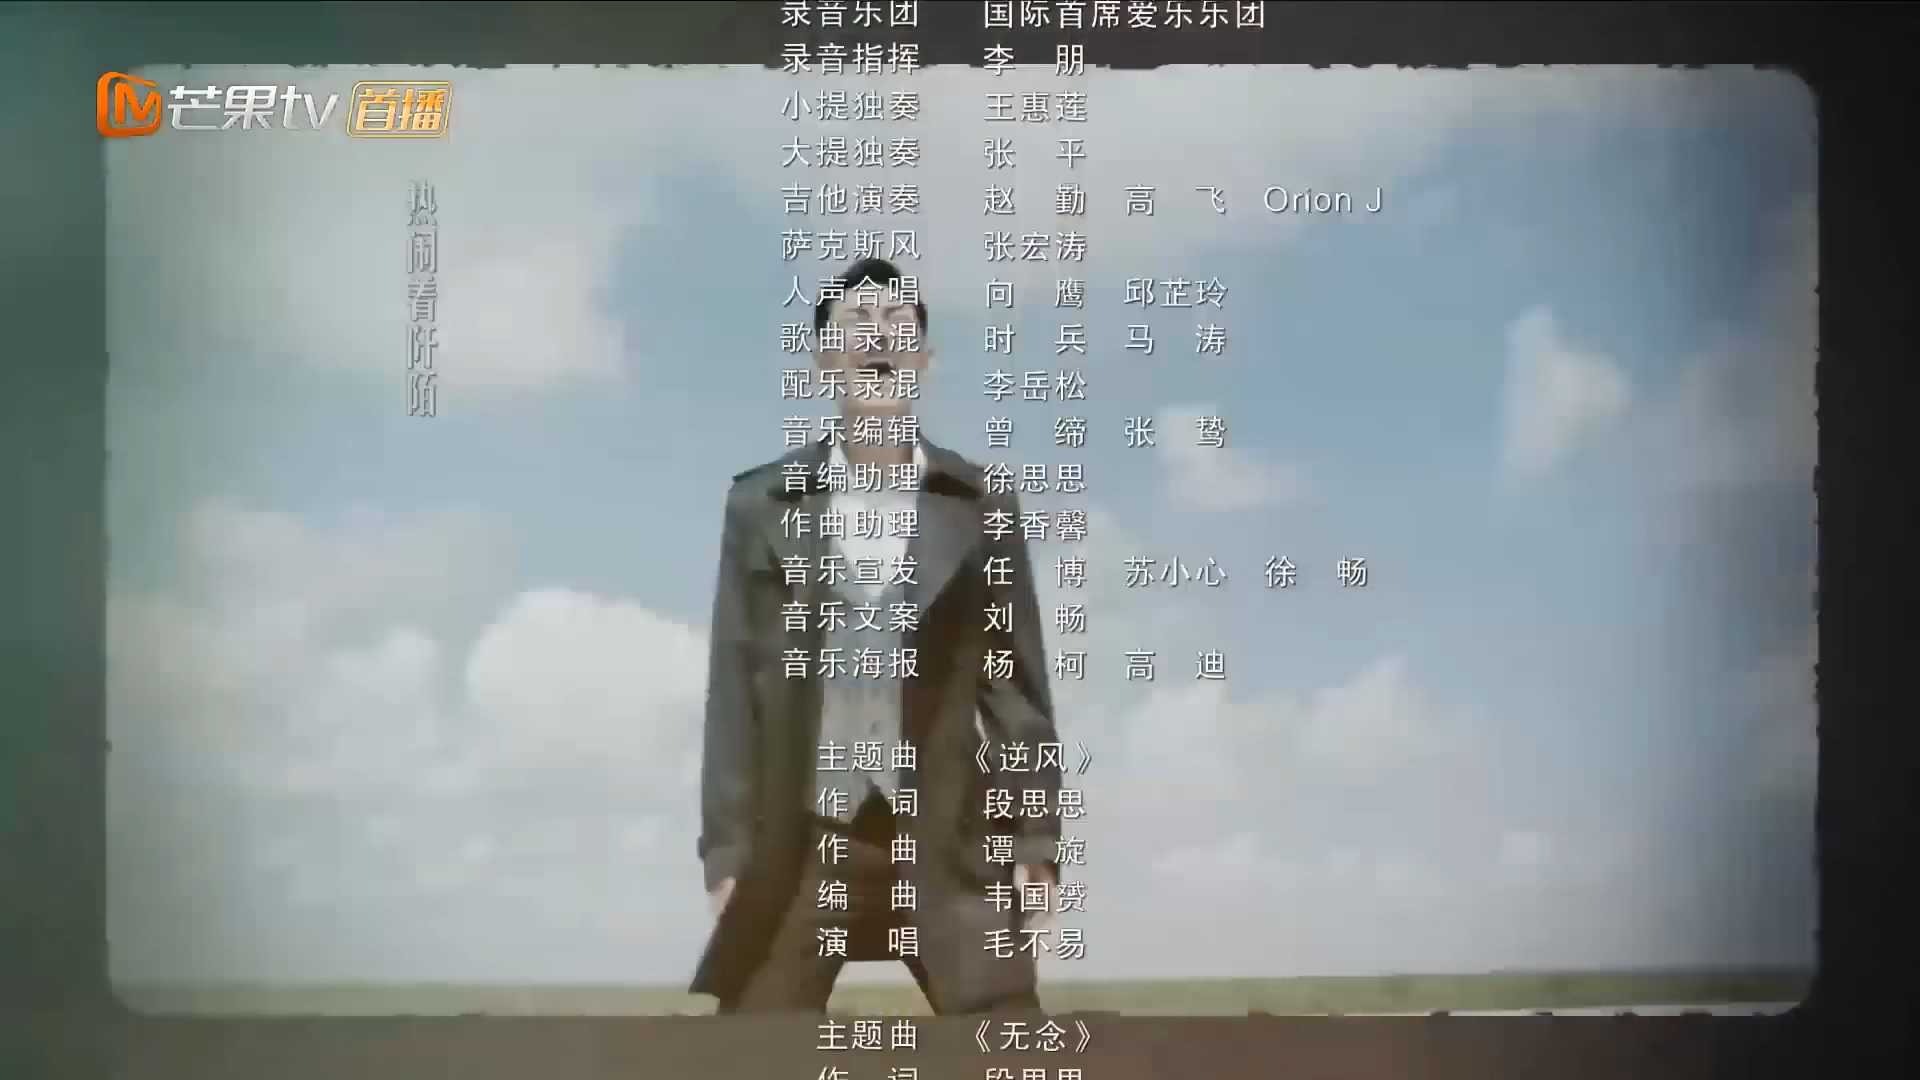 录音乐团 国际首席爱乐乐团
录音指挥 李 朋
芒果tv 首播
小提独奏 王惠莲
大提独奏 张 平
吉他演奏 赵 勤 高 飞 Orion J
萨克斯风 张宏涛
人声合唱 向 鹰 邱芷玲
歌曲录混 时 兵 马 涛
配乐录混 李岳松
音乐编辑 曾 缔 张 鸷
音编助理 徐思思
作曲助理 李香馨
音乐宣发 任 博 苏小心 徐 畅
音乐文案 刘 畅
音乐海报 杨 柯 高 迪
热闹着阡陌
主题曲 《逆风》
作 词 段思思
作 曲 谭 旋
编 曲 韦国赟
演 唱 毛不易
主题曲 《无念》
作 词 段思思